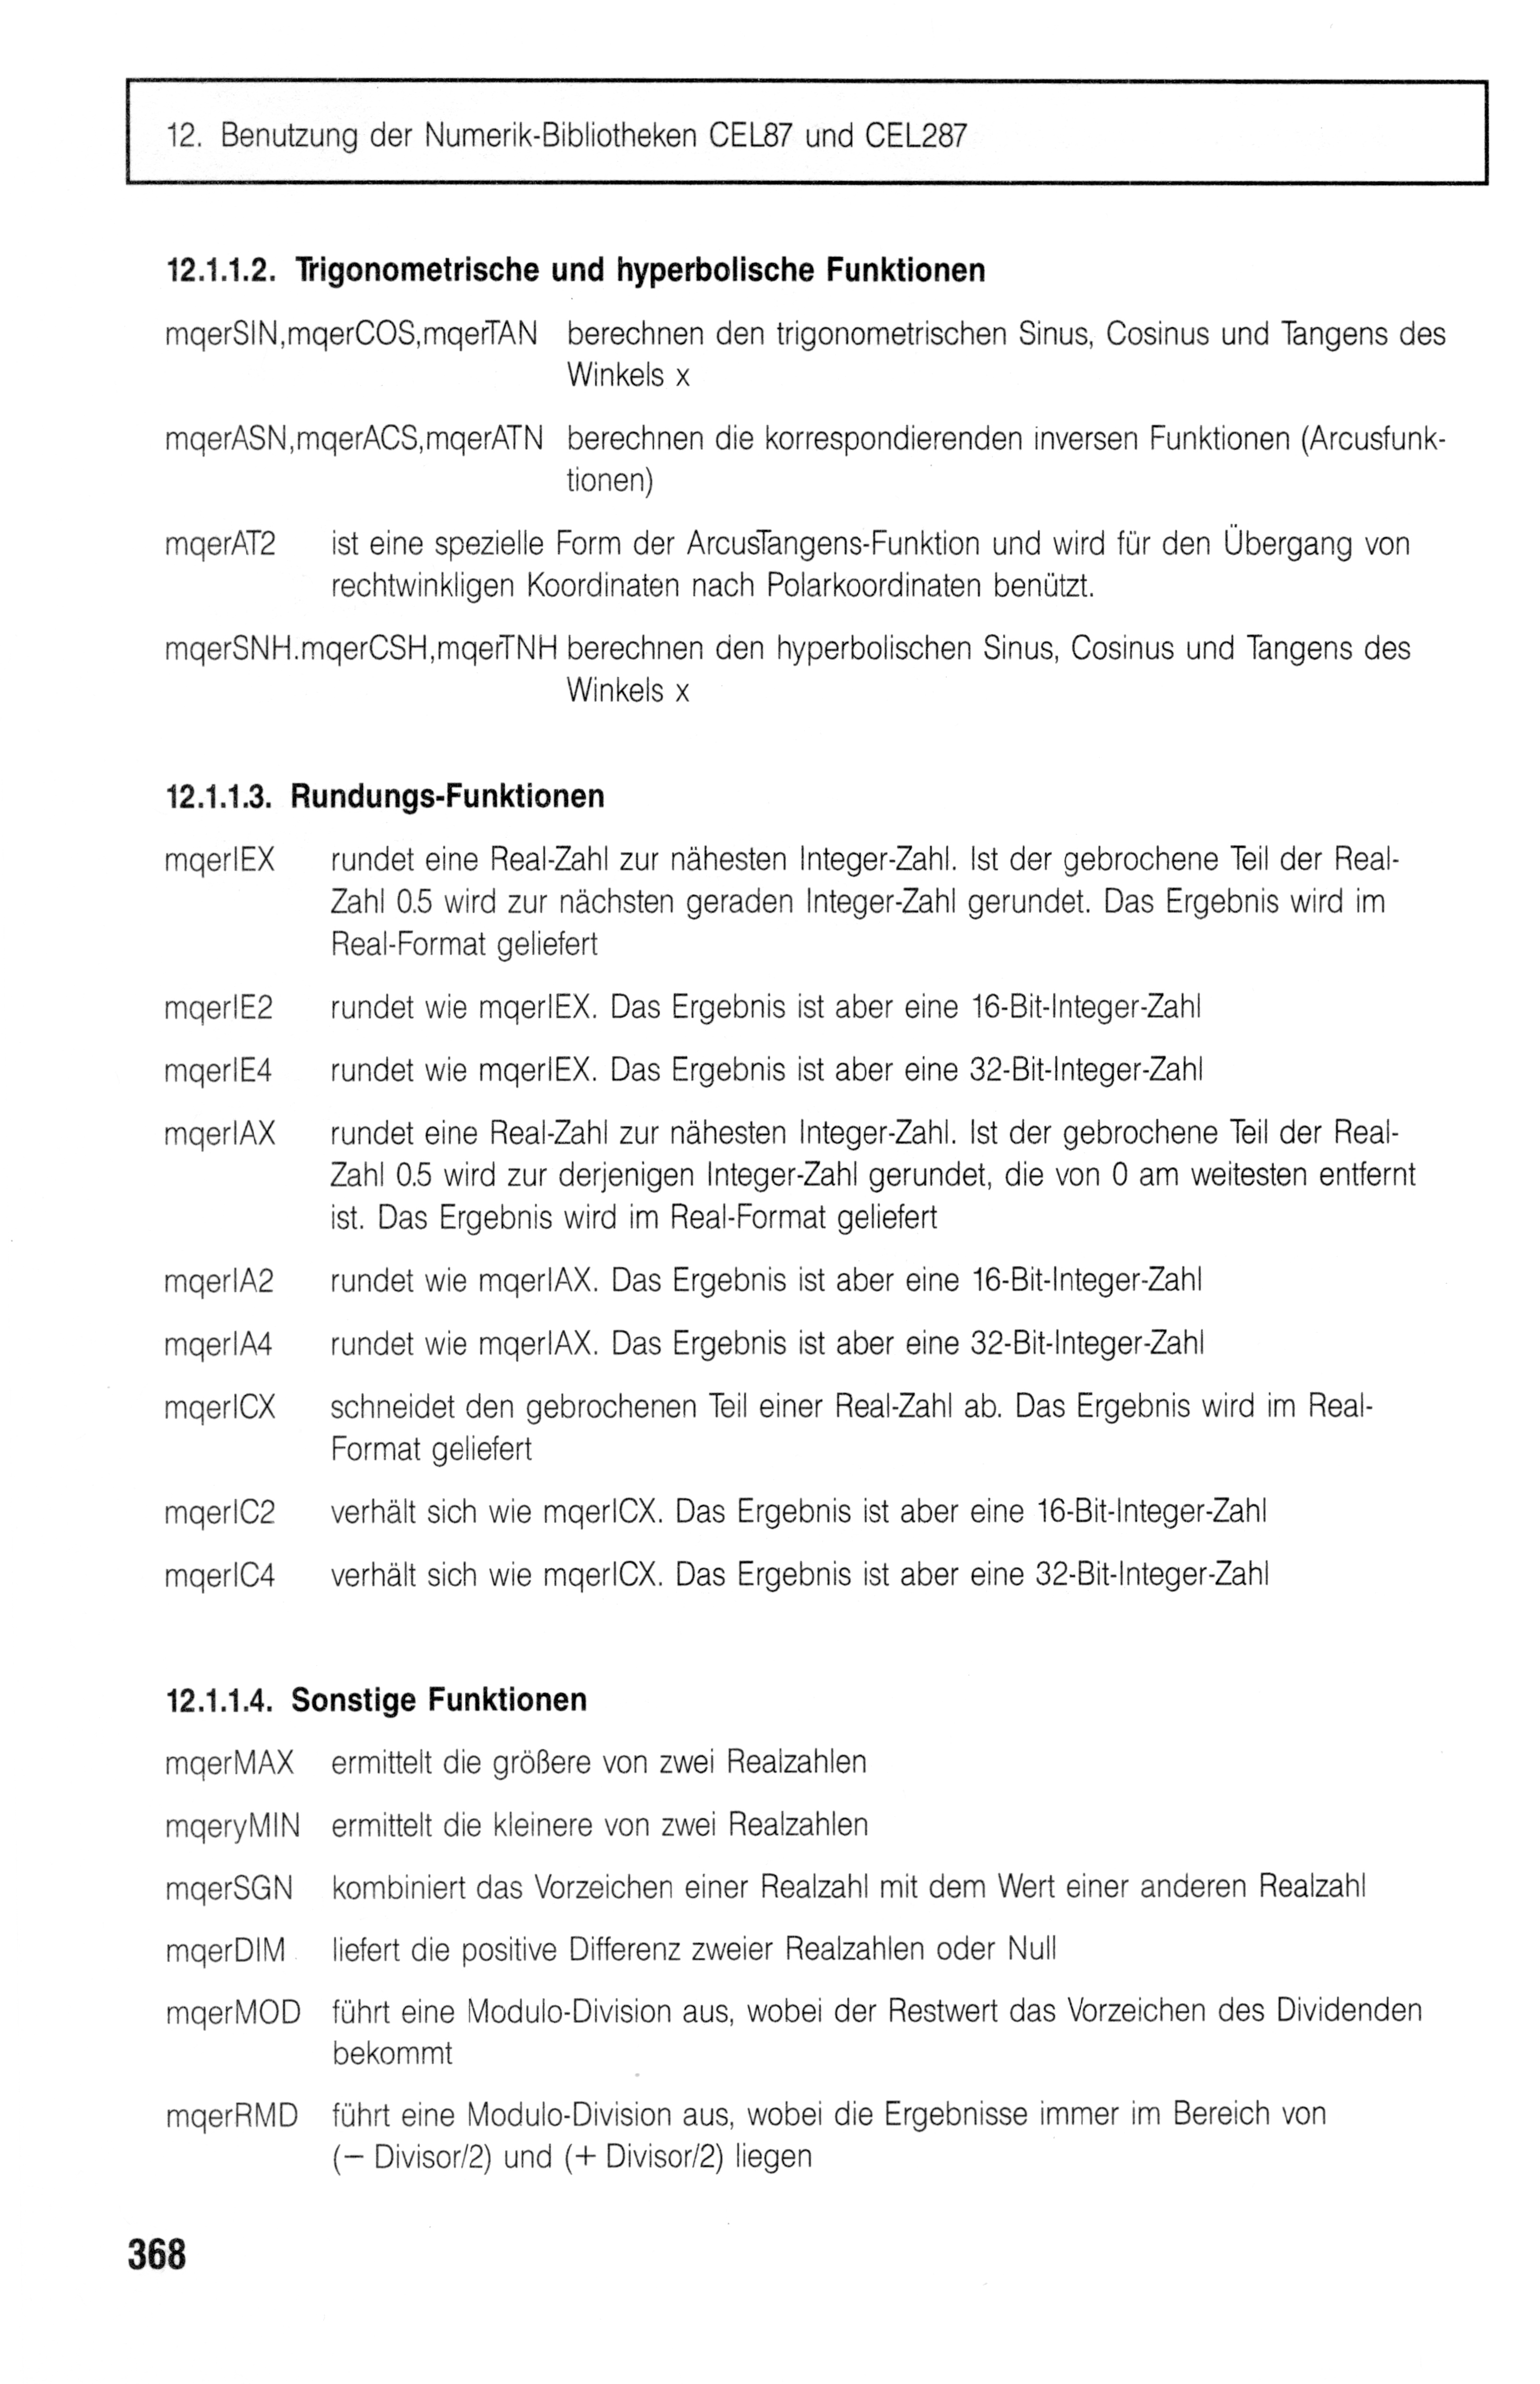 12. Benutzung der Numerik-Bibliotheken CEL87 und CEL287
12.1.1.2. Trigonometrische und hyperbolische Funktionen
mqerSIN,mqerCOS,mqerTAN berechnen den trigonometrischen Sinus, Cosinus und Tangens des
Winkels x
mqerASN,mqerACS,mqerATN berechnen die korrespondierenden inversen Funktionen (Arcusfunk-
tionen)
mqerAT2 ist eine spezielle Form der ArcusTangens-Funktion und wird für den Übergang von
rechtwinkligen Koordinaten nach Polarkoordinaten benützt.
mqerSNH.mqerCSH,mqerTNH berechnen den hyperbolischen Sinus, Cosinus und Tangens des
Winkels x
12.1.1.3. Rundungs-Funktionen
mqerIEX rundet eine Real-Zahl zur nähesten Integer-Zahl. Ist der gebrochene Teil der Real-
Zahl 0.5 wird zur nächsten geraden Integer-Zahl gerundet. Das Ergebnis wird im
Real-Format geliefert
mqerIE2 rundet wie mqerIEX. Das Ergebnis ist aber eine 16-Bit-Integer-Zahl
mqerIE4 rundet wie mqerIEX. Das Ergebnis ist aber eine 32-Bit-Integer-Zahl
mqerIAX rundet eine Real-Zahl zur nähesten Integer-Zahl. Ist der gebrochene Teil der Real-
Zahl 0.5 wird zur derjenigen Integer-Zahl gerundet, die von 0 am weitesten entfernt
ist. Das Ergebnis wird im Real-Format geliefert
mqerIA2 rundet wie mqerIAX. Das Ergebnis ist aber eine 16-Bit-Integer-Zahl
mqerIA4 rundet wie mqerIAX. Das Ergebnis ist aber eine 32-Bit-Integer-Zahl
mqerICX schneidet den gebrochenen Teil einer Real-Zahl ab. Das Ergebnis wird im Real-
Format geliefert
mqerIC2 verhält sich wie mqerICX. Das Ergebnis ist aber eine 16-Bit-Integer-Zahl
mqerIC4 verhält sich wie mqerICX. Das Ergebnis ist aber eine 32-Bit-Integer-Zahl
12.1.1.4. Sonstige Funktionen
mqerMAX ermittelt die größere von zwei Realzahlen
mqeryMIN ermittelt die kleinere von zwei Realzahlen
mqerSGN kombiniert das Vorzeichen einer Realzahl mit dem Wert einer anderen Realzahl
mqerDIM liefert die positive Differenz zweier Realzahlen oder Null
mqerMOD führt eine Modulo-Division aus, wobei der Restwert das Vorzeichen des Dividenden
bekommt
mqerRMD führt eine Modulo-Division aus, wobei die Ergebnisse immer im Bereich von
(− Divisor/2) und (+ Divisor/2) liegen
368